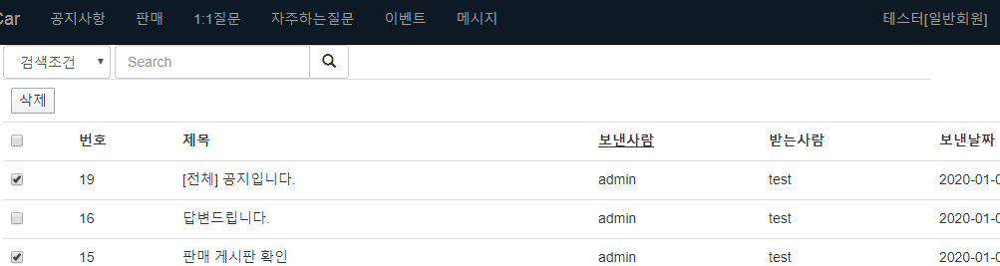 Car 공지사항 판매 1:1질문 자주하는질문 이벤트 메시지 테스터[일반회원]
검색조건 Search
삭제
번호 제목 보낸사람 받는사람 보낸날짜
19 [전체] 공지입니다. admin test 2020-01-0
16 답변드립니다. admin test 2020-01-0
15 판매 게시판 확인 admin test 2020-01-0